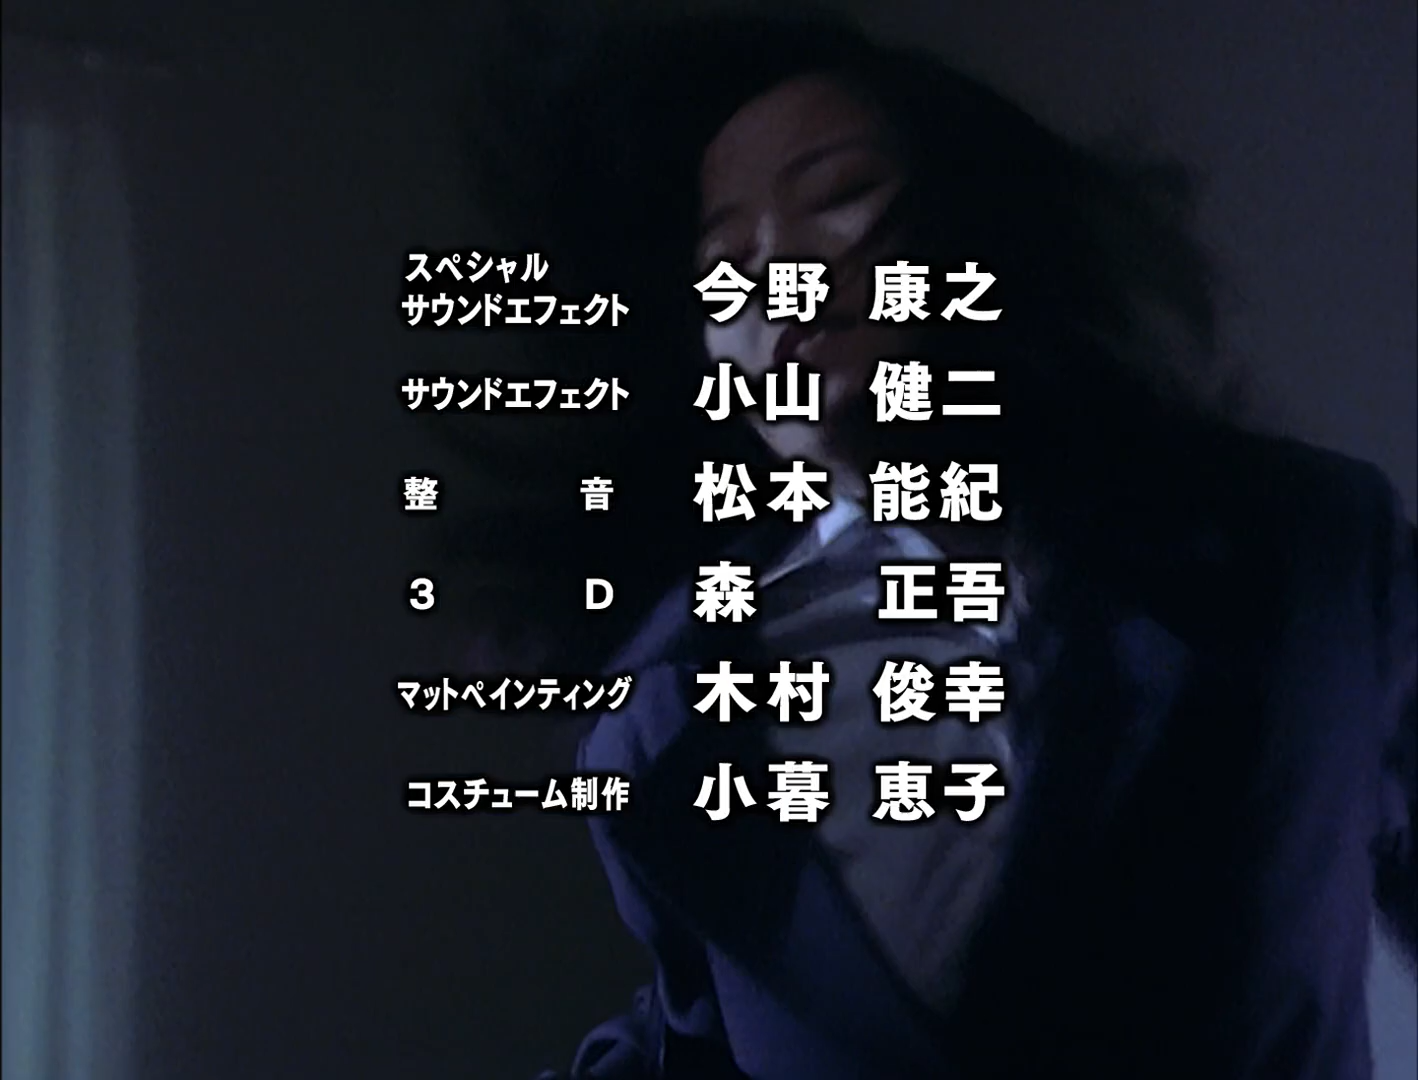 スペシャル
サウンドエフェクト 今野 康之
サウンドエフェクト 小山 健二
整 音 松本 能紀
3 D 森 正吾
マットペインティング 木村 俊幸
コスチューム制作 小暮 恵子